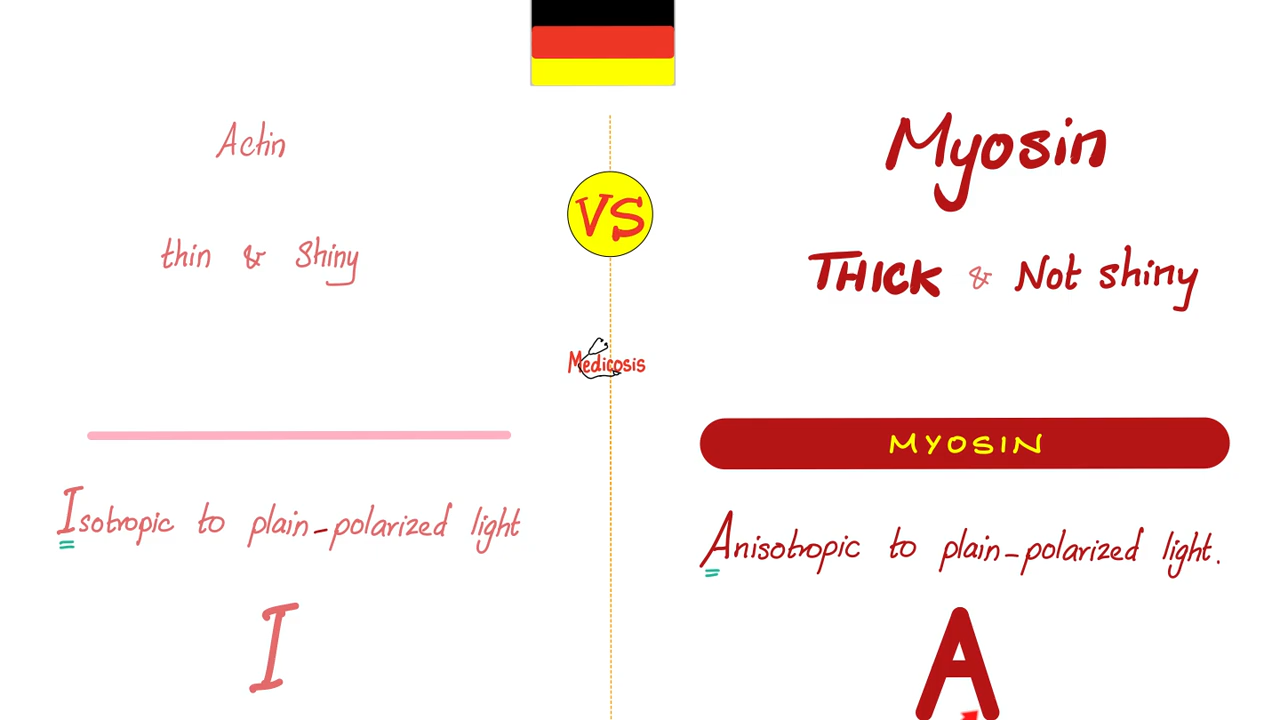 Actin
thin & Shiny
Isotropic to plain-polarized light
I
VS
Medicosis
Myosin
THICK & Not shiny
MYOSIN
Anisotropic to plain-polarized light.
A